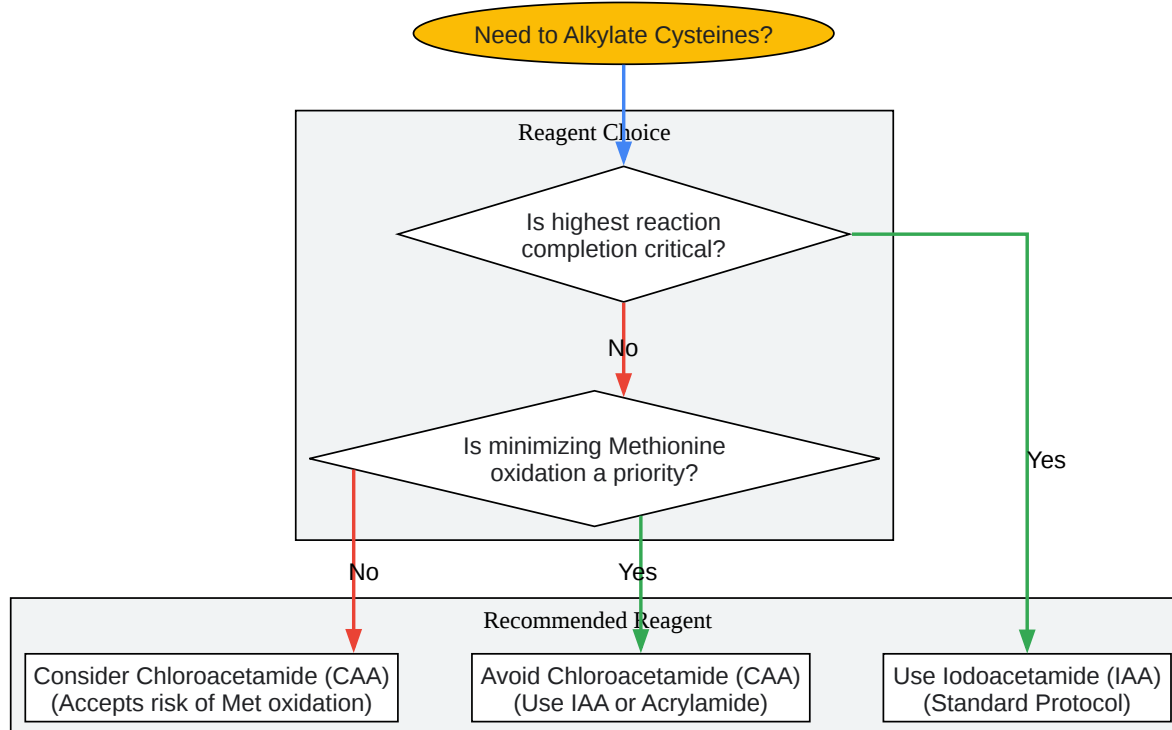 Need to Alkylate Cysteines?
Reagent Choice
Is highest reaction
completion critical?
No
Is minimizing Methionine
oxidation a priority?
Yes
No
Yes
Recommended Reagent
Consider Chloroacetamide (CAA)
(Accepts risk of Met oxidation)
Avoid Chloroacetamide (CAA)
(Use IAA or Acrylamide)
Use Iodoacetamide (IAA)
(Standard Protocol)